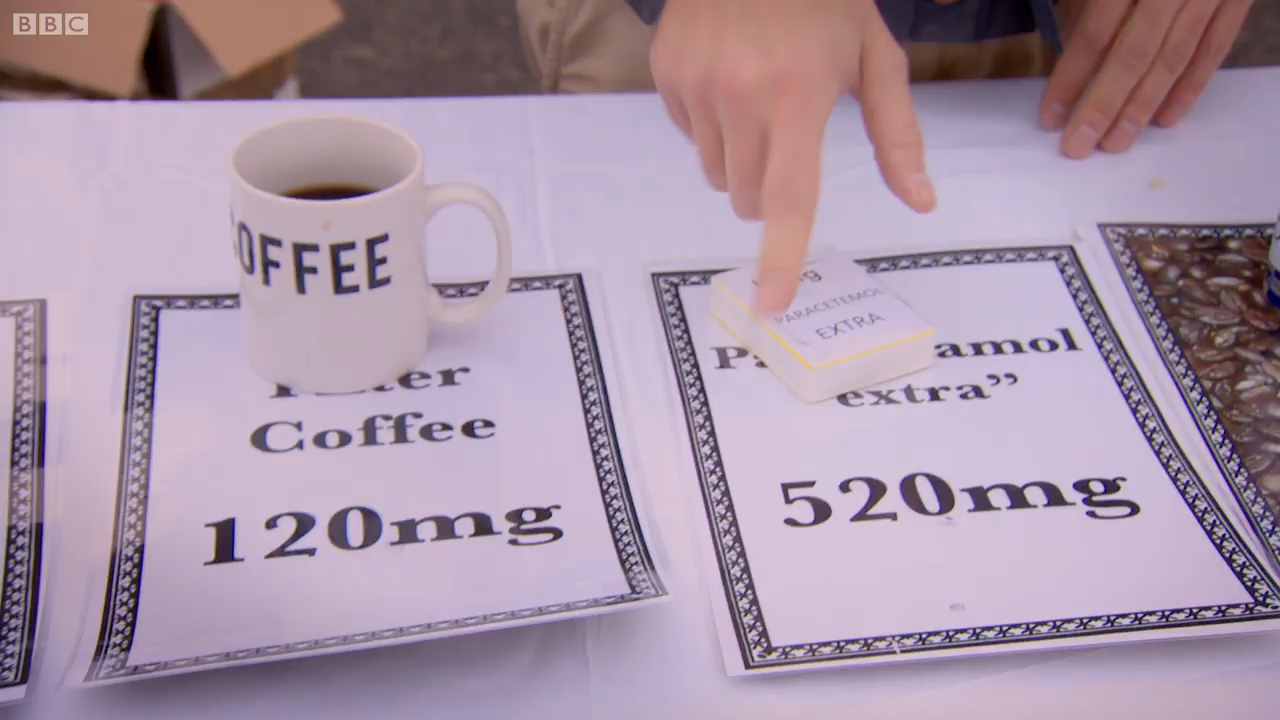 BBC
COFFEE
Coffee
120mg
PARACETEMOL
EXTRA
extra”
520mg